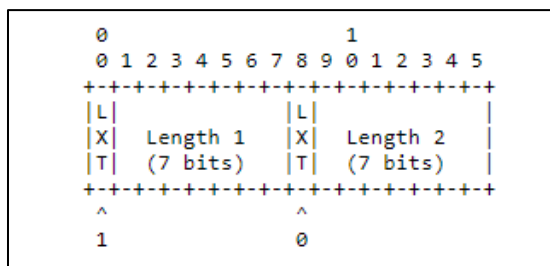 0                   1
0 1 2 3 4 5 6 7 8 9 0 1 2 3 4 5
+-+-+-+-+-+-+-+-+-+-+-+-+-+-+-+-+
|L|             |L|             |
|X|  Length 1   |X|  Length 2   |
|T|  (7 bits)   |T|  (7 bits)   |
+-+-+-+-+-+-+-+-+-+-+-+-+-+-+-+-+
^               ^
1               0